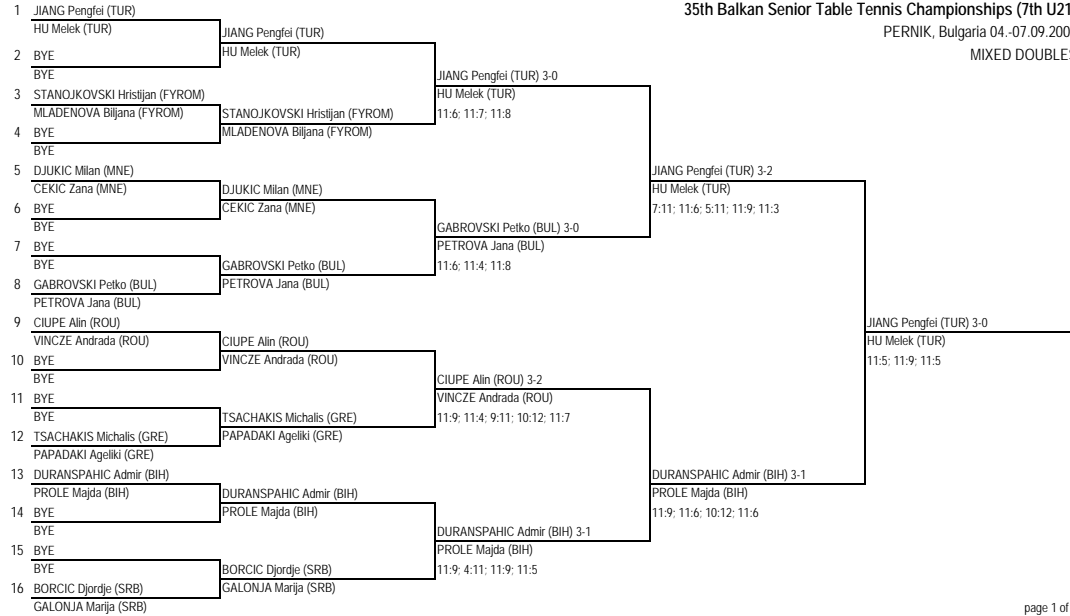 35th Balkan Senior Table Tennis Championships (7th U21
PERNIK, Bulgaria 04.-07.09.200
MIXED DOUBLES
1 JIANG Pengfei (TUR)
HU Melek (TUR)
2 BYE
BYE
3 STANOJKOVSKI Hristijan (FYROM)
MLADENOVA Biljana (FYROM)
4 BYE
BYE
5 DJUKIC Milan (MNE)
CEKIC Zana (MNE)
6 BYE
BYE
7 BYE
BYE
8 GABROVSKI Petko (BUL)
PETROVA Jana (BUL)
9 CIUPE Alin (ROU)
VINCZE Andrada (ROU)
10 BYE
BYE
11 BYE
BYE
12 TSACHAKIS Michalis (GRE)
PAPADAKI Ageliki (GRE)
13 DURANSPAHIC Admir (BIH)
PROLE Majda (BIH)
14 BYE
BYE
15 BYE
BYE
16 BORCIC Djordje (SRB)
GALONJA Marija (SRB)
JIANG Pengfei (TUR)
HU Melek (TUR)
STANOJKOVSKI Hristijan (FYROM)
MLADENOVA Biljana (FYROM)
DJUKIC Milan (MNE)
CEKIC Zana (MNE)
GABROVSKI Petko (BUL)
PETROVA Jana (BUL)
CIUPE Alin (ROU)
VINCZE Andrada (ROU)
TSACHAKIS Michalis (GRE)
PAPADAKI Ageliki (GRE)
DURANSPAHIC Admir (BIH)
PROLE Majda (BIH)
BORCIC Djordje (SRB)
GALONJA Marija (SRB)
JIANG Pengfei (TUR) 3-0
HU Melek (TUR)
11:6; 11:7; 11:8
GABROVSKI Petko (BUL) 3-0
PETROVA Jana (BUL)
11:6; 11:4; 11:8
CIUPE Alin (ROU) 3-2
VINCZE Andrada (ROU)
11:9; 11:4; 9:11; 10:12; 11:7
DURANSPAHIC Admir (BIH) 3-1
PROLE Majda (BIH)
11:9; 4:11; 11:9; 11:5
JIANG Pengfei (TUR) 3-2
HU Melek (TUR)
7:11; 11:6; 5:11; 11:9; 11:3
DURANSPAHIC Admir (BIH) 3-1
PROLE Majda (BIH)
11:9; 11:6; 10:12; 11:6
JIANG Pengfei (TUR) 3-0
HU Melek (TUR)
11:5; 11:9; 11:5
page 1 of